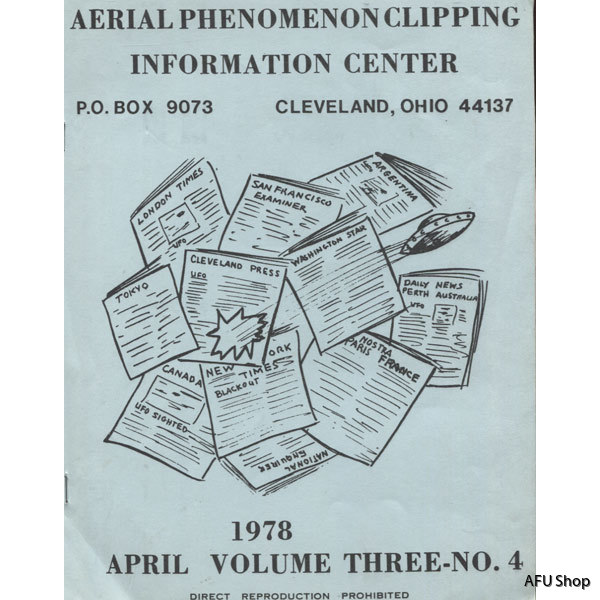 AERIAL PHENOMENON CLIPPING
INFORMATION CENTER
P.O. BOX 9073 CLEVELAND, OHIO 44137
LONDON TIMES
UFO
SAN FRANCISCO
EXAMINER
ARGENTINA
WASHINGTON STAR
CLEVELAND PRESS
UFO
TOKYO
DAILY NEWS
PERTH AUSTRALIA
UFO
NOSTRA
PARIS FRANCE
NEW YORK
TIMES
BLACKOUT
CANADA
UFO SIGHTED
NATIONAL
ENQUIRER
1978
APRIL VOLUME THREE-NO. 4
DIRECT REPRODUCTION PROHIBITED
AFU Shop